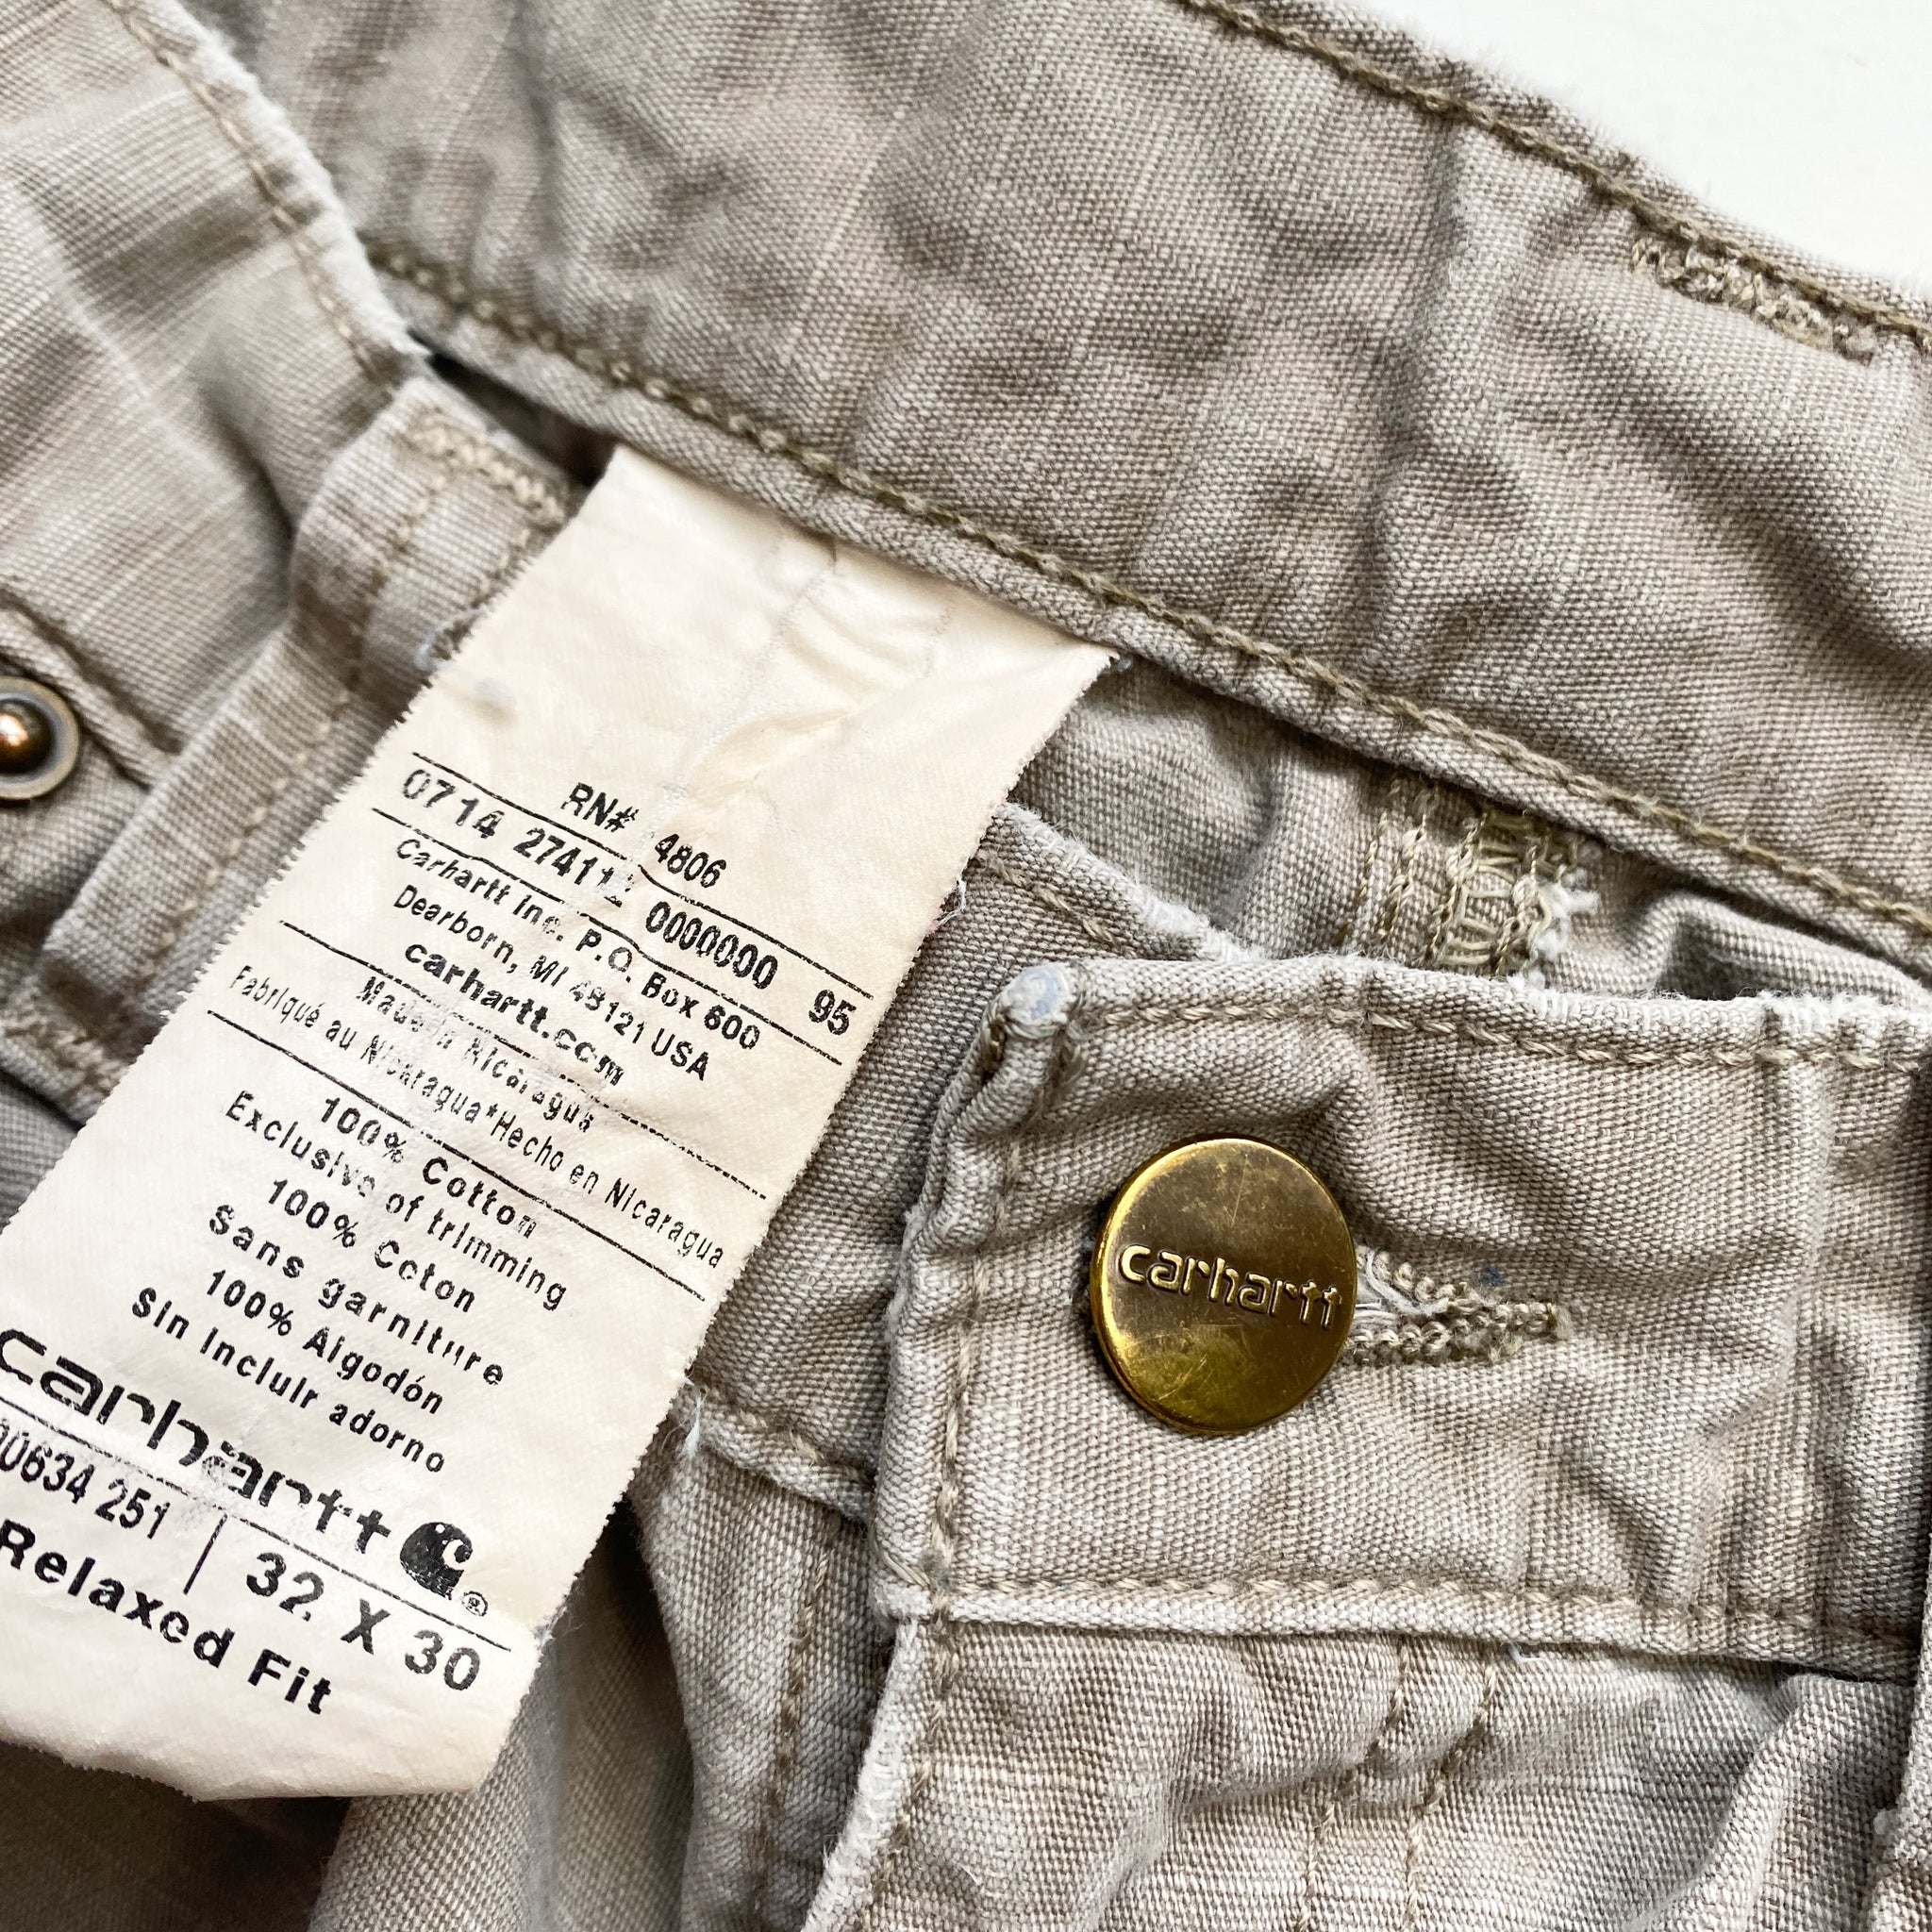 RN# 4806
0714 27411 0000000 95
Carhartt Inc. P.O. Box 600
Dearborn, MI 48121 USA
carhartt.com
Made in Nicaragua
Fabriqué au Nicaragua*Hecho en Nicaragua
100% Cotton
Exclusive of trimming
100% Coton
Sans garniture
100% Algodón
Sin incluir adorno
carhartt ®
00634 251 | 32 X 30
Relaxed Fit
carhartt